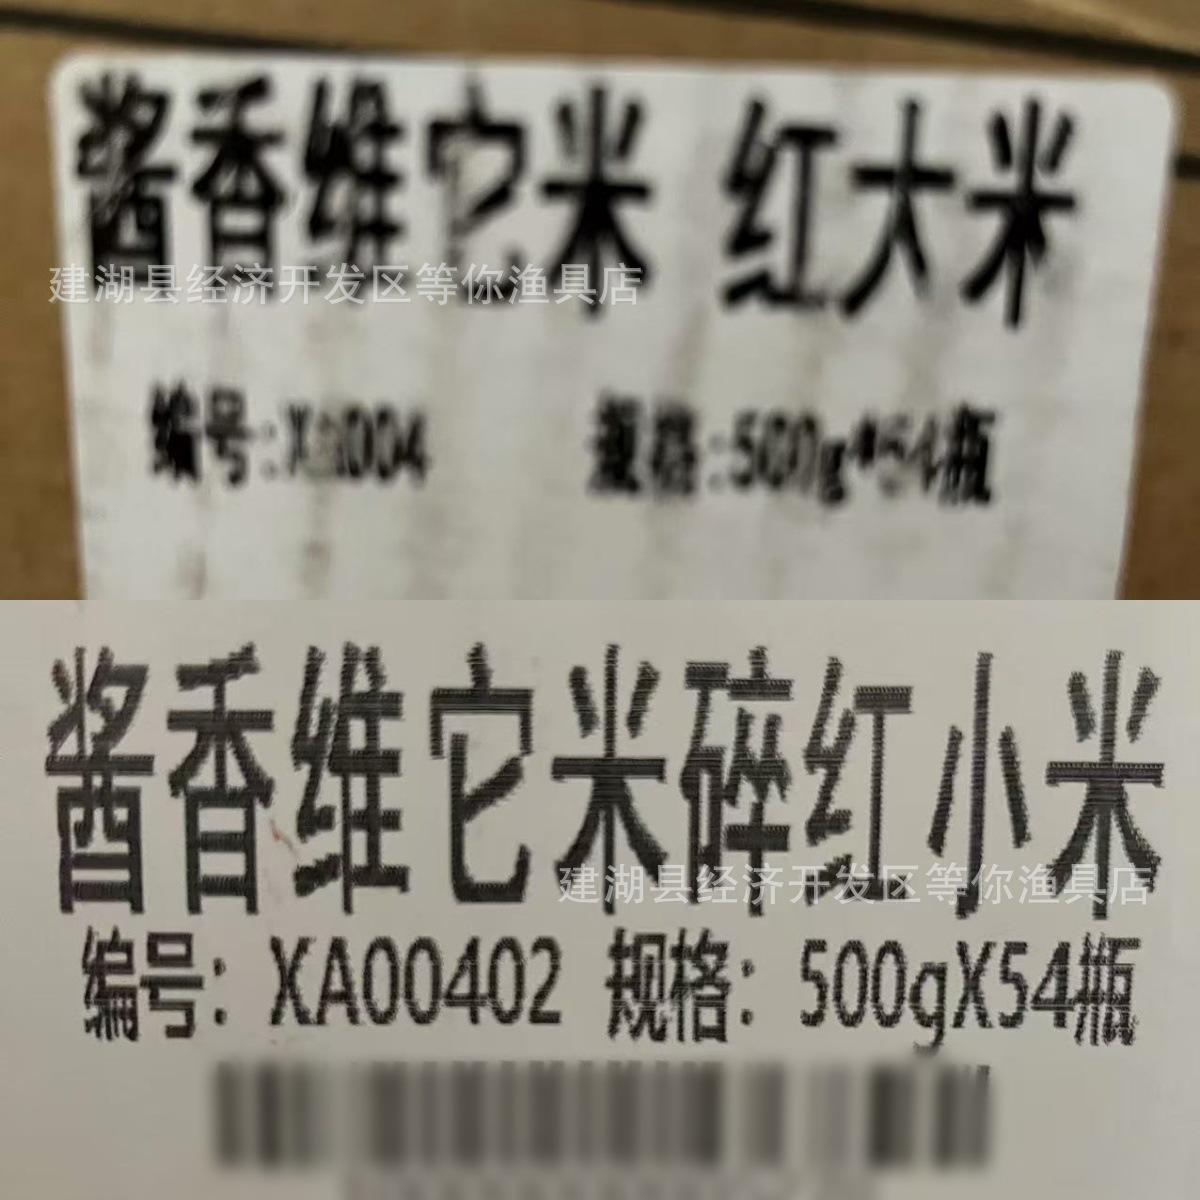 酱香维它米 红大米
建湖县经济开发区等你渔具店
编号:XA004 规格:500g*54瓶
酱香维它米碎红小米
建湖县经济开发区等你渔具店
编号：XA00402 规格：500gX54瓶